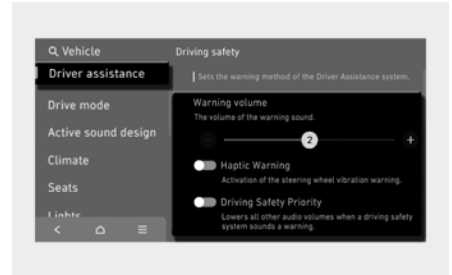 Vehicle
Driver assistance
Drive mode
Active sound design
Climate
Seats
Lights
Driving safety
Sets the warning method of the Driver Assistance system.
Warning volume
The volume of the warning sound.
2
Haptic Warning
Activation of the steering wheel vibration warning.
Driving Safety Priority
Lowers all other audio volumes when a driving safety
system sounds a warning.